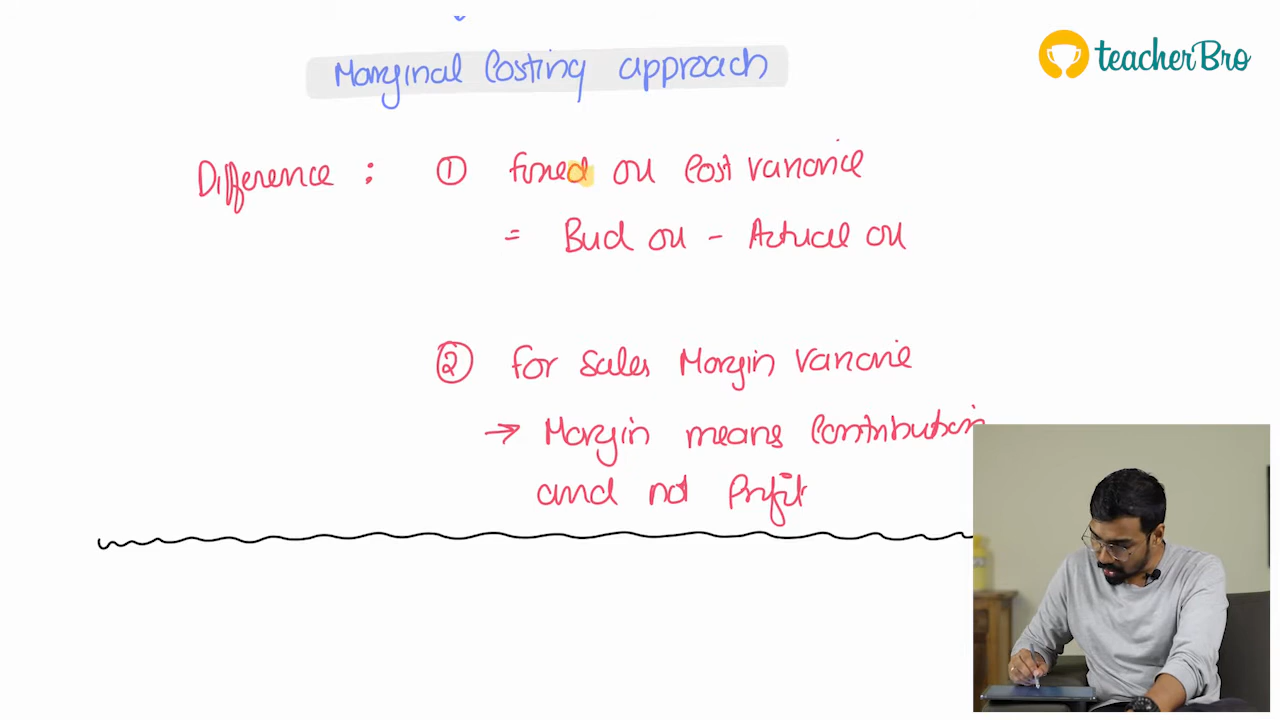 teacherBro
Marginal Costing approach
Difference : ① fixed OH Cost variance
= Bud OH - Actual OH
② for Sales Margin Variance
→ Margin means Contribution
and not Profit